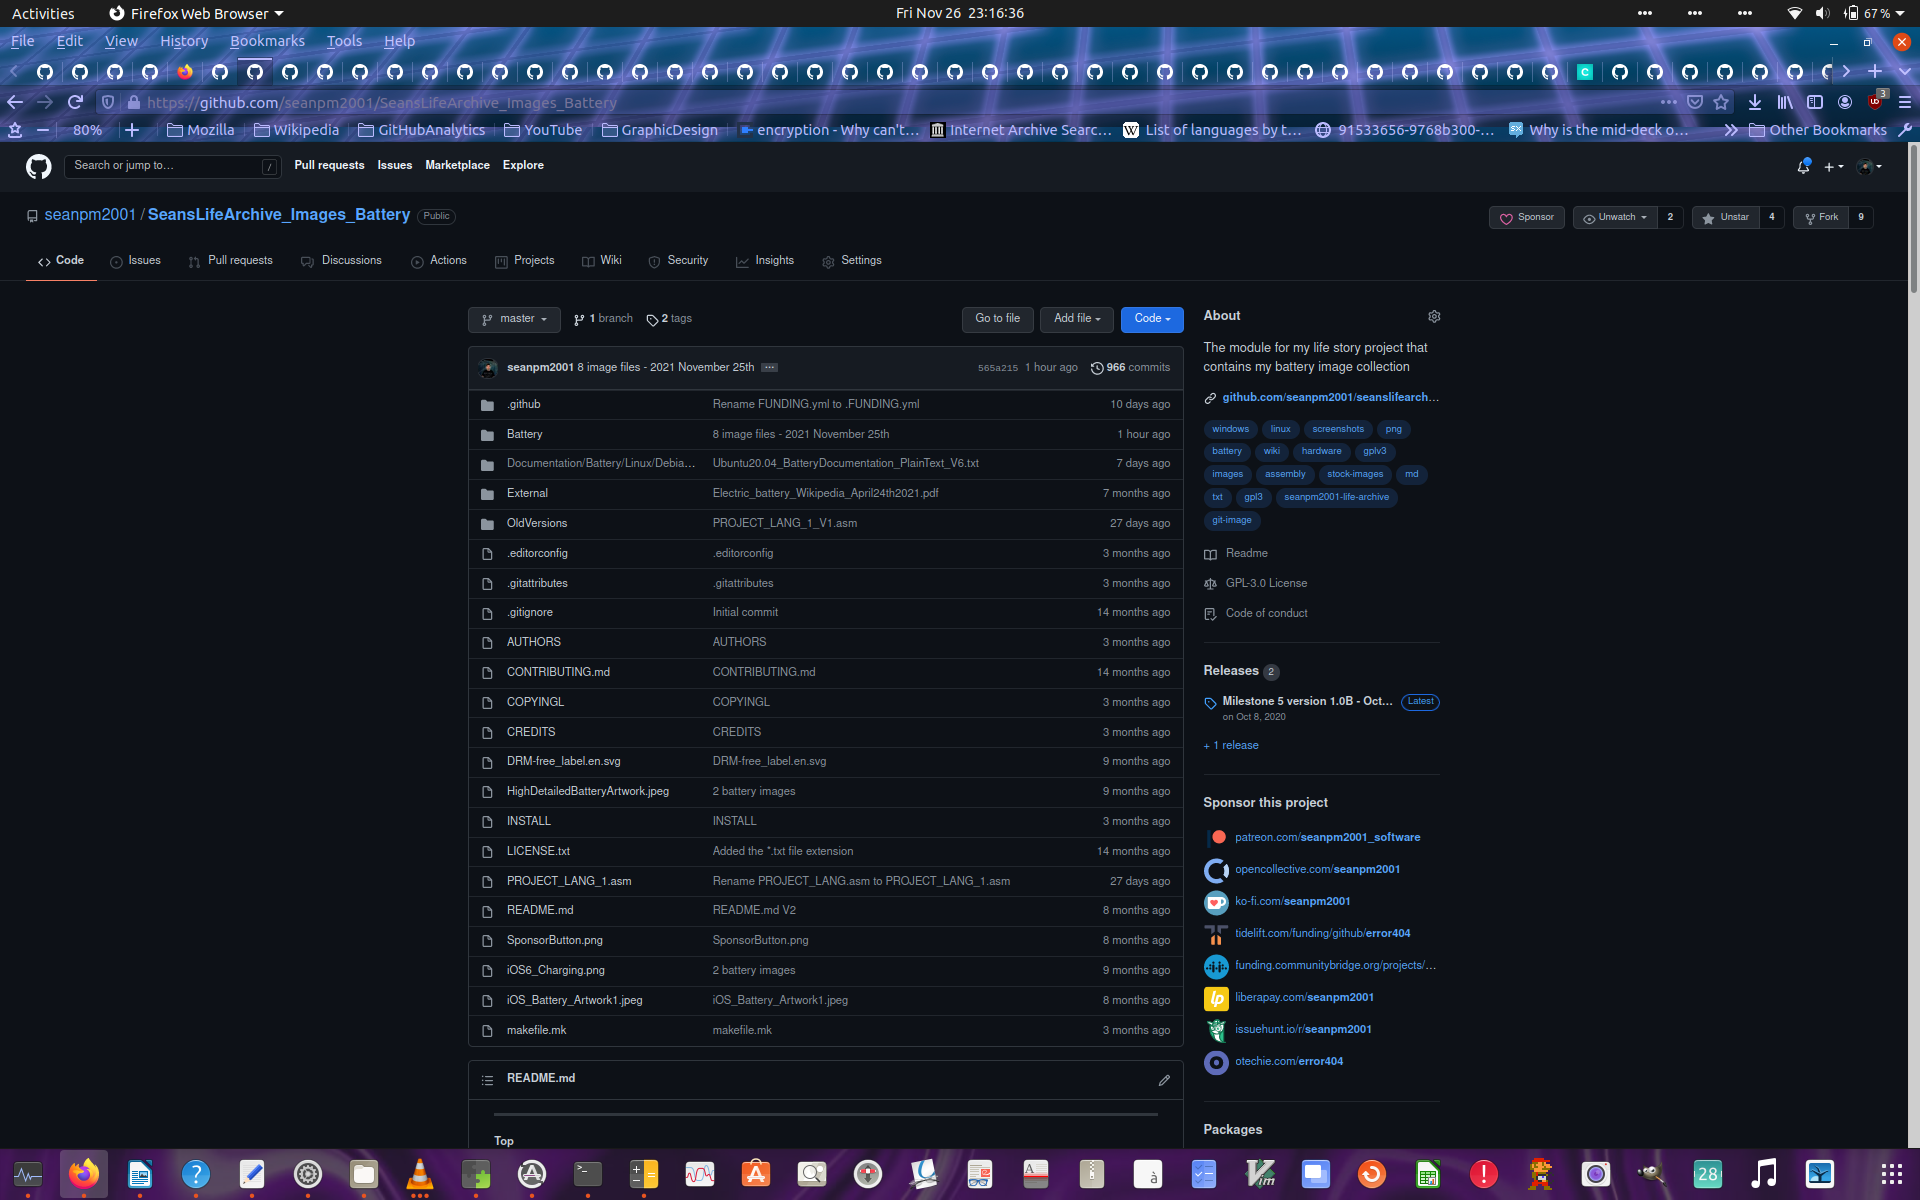 Activities
Firefox Web Browser
Fri Nov 26 23:16:36
67 %
File Edit View History Bookmarks Tools Help
https://github.com/seanpm2001/SeansLifeArchive_Images_Battery
3
80%
Mozilla
Wikipedia
GitHubAnalytics
YouTube
GraphicDesign
encryption - Why can't...
Internet Archive Searc...
List of languages by t...
91533656-9768b300-...
Why is the mid-deck o...
Other Bookmarks
Search or jump to...
/
Pull requests Issues Marketplace Explore
seanpm2001 / SeansLifeArchive_Images_Battery
Public
Sponsor
Unwatch 2
Unstar 4
Fork 9
Code
Issues
Pull requests
Discussions
Actions
Projects
Wiki
Security
Insights
Settings
master
1 branch
2 tags
Go to file
Add file
Code
seanpm2001 8 image files - 2021 November 25th
565a215 1 hour ago
966 commits
.github Rename FUNDING.yml to .FUNDING.yml 10 days ago
Battery 8 image files - 2021 November 25th 1 hour ago
Documentation/Battery/Linux/Debia... Ubuntu20.04_BatteryDocumentation_PlainText_V6.txt 7 days ago
External Electric_battery_Wikipedia_April24th2021.pdf 7 months ago
OldVersions PROJECT_LANG_1_V1.asm 27 days ago
.editorconfig .editorconfig 3 months ago
.gitattributes .gitattributes 3 months ago
.gitignore Initial commit 14 months ago
AUTHORS AUTHORS 3 months ago
CONTRIBUTING.md CONTRIBUTING.md 14 months ago
COPYINGL COPYINGL 3 months ago
CREDITS CREDITS 3 months ago
DRM-free_label.en.svg DRM-free_label.en.svg 9 months ago
HighDetailedBatteryArtwork.jpeg 2 battery images 9 months ago
INSTALL INSTALL 3 months ago
LICENSE.txt Added the *.txt file extension 14 months ago
PROJECT_LANG_1.asm Rename PROJECT_LANG.asm to PROJECT_LANG_1.asm 27 days ago
README.md README.md V2 8 months ago
SponsorButton.png SponsorButton.png 8 months ago
iOS6_Charging.png 2 battery images 9 months ago
iOS_Battery_Artwork1.jpeg iOS_Battery_Artwork1.jpeg 8 months ago
makefile.mk makefile.mk 3 months ago
README.md
Top
About
The module for my life story project that
contains my battery image collection
github.com/seanpm2001/seanslifearch...
windows linux screenshots png
battery wiki hardware gplv3
images assembly stock-images md
txt gpl3 seanpm2001-life-archive
git-image
Readme
GPL-3.0 License
Code of conduct
Releases 2
Milestone 5 version 1.0B - Oct... Latest
on Oct 8, 2020
+ 1 release
Sponsor this project
patreon.com/seanpm2001_software
opencollective.com/seanpm2001
ko-fi.com/seanpm2001
tidelift.com/funding/github/error404
funding.communitybridge.org/projects/...
liberapay.com/seanpm2001
issuehunt.io/r/seanpm2001
otechie.com/error404
Packages
28